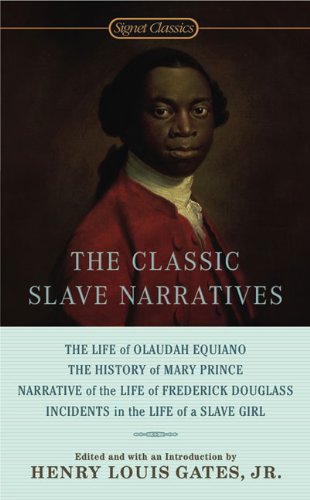 Signet Classics
THE CLASSIC
SLAVE NARRATIVES
THE LIFE of OLAUDAH EQUIANO
THE HISTORY of MARY PRINCE
NARRATIVE of the LIFE of FREDERICK DOUGLASS
INCIDENTS in the LIFE of a SLAVE GIRL
Edited and with an Introduction by
HENRY LOUIS GATES, JR.